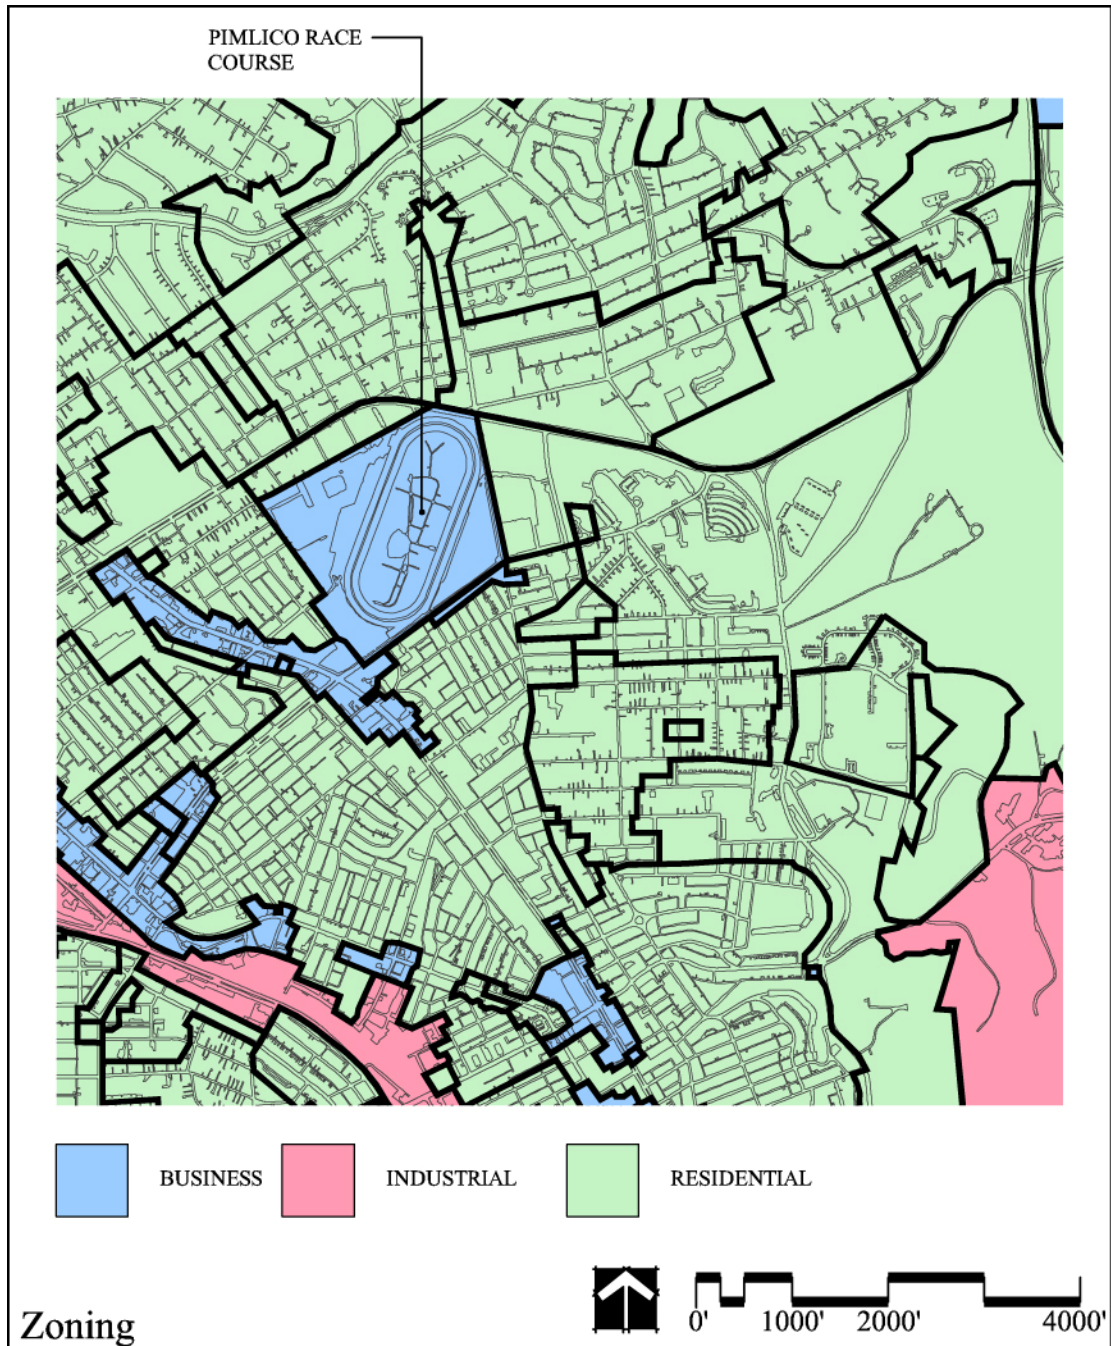 PIMLICO RACE
COURSE
BUSINESS
INDUSTRIAL
RESIDENTIAL
Zoning
0' 1000' 2000' 4000'